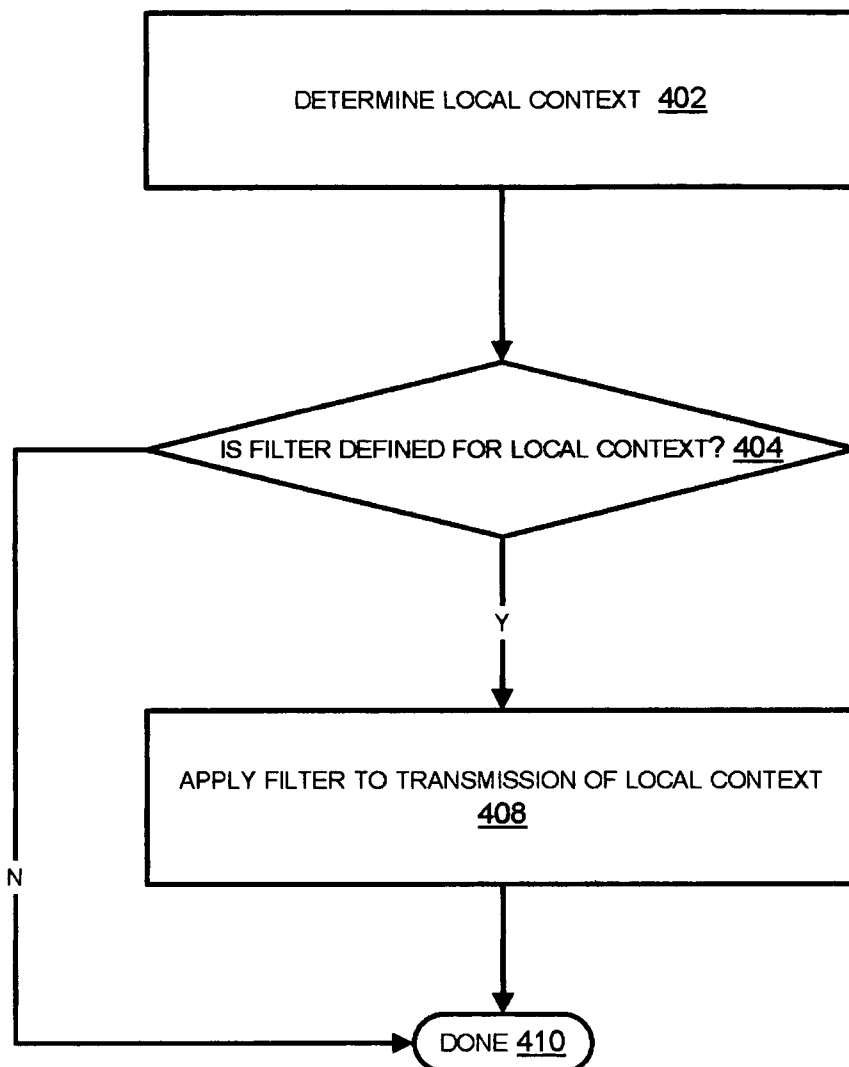 DETERMINE LOCAL CONTEXT 402
IS FILTER DEFINED FOR LOCAL CONTEXT? 404
Y
APPLY FILTER TO TRANSMISSION OF LOCAL CONTEXT
408
N
DONE 410